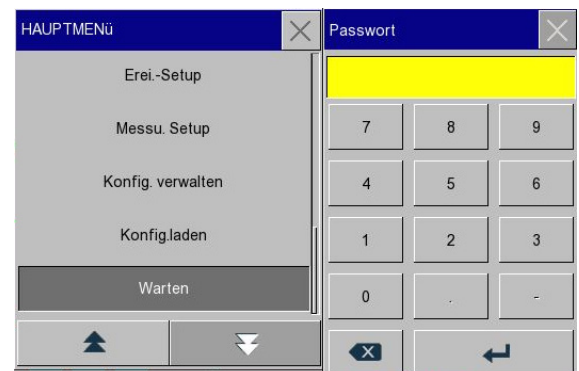 HAUPTMENü
Erei.-Setup
Messu. Setup
Konfig. verwalten
Konfig.laden
Warten
Passwort
7 8 9
4 5 6
1 2 3
0 . -